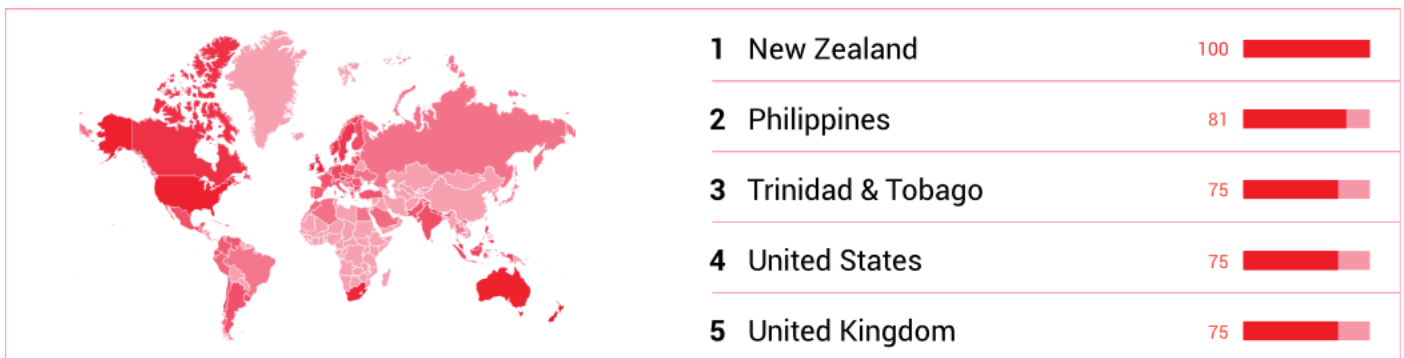 1 New Zealand 100
2 Philippines 81
3 Trinidad & Tobago 75
4 United States 75
5 United Kingdom 75